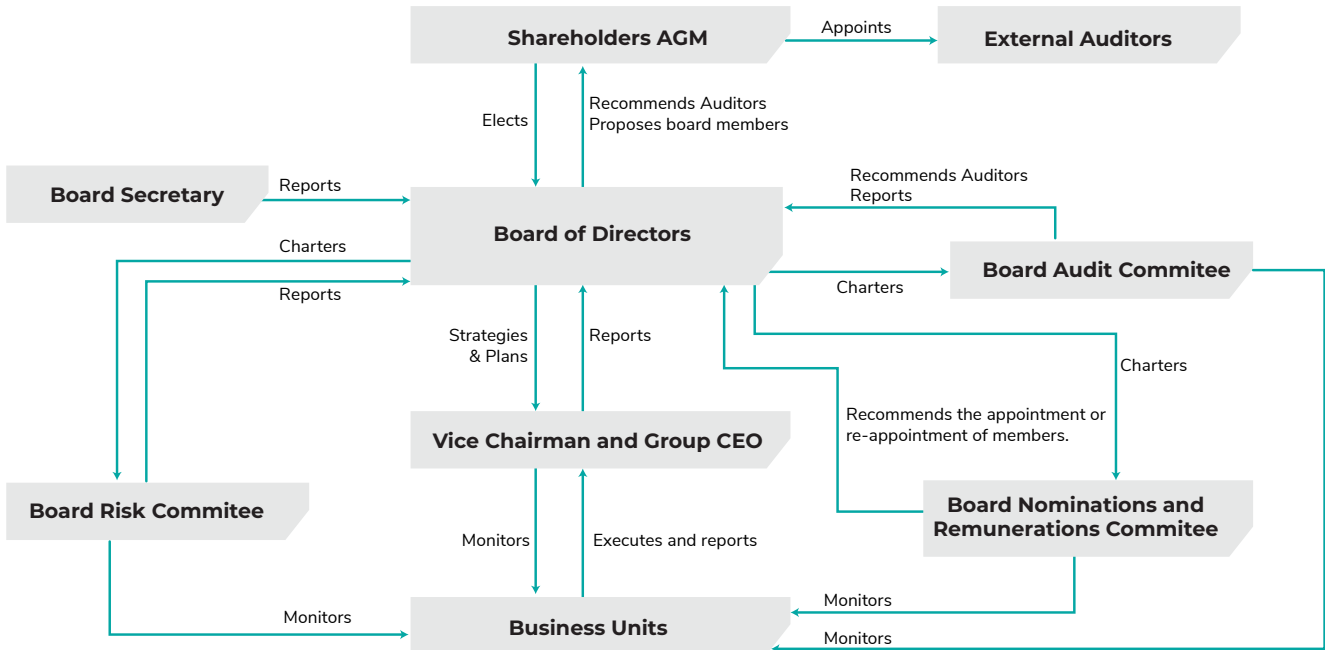 Shareholders AGM
Appoints
External Auditors
Elects
Recommends Auditors
Proposes board members
Board Secretary
Reports
Board of Directors
Recommends Auditors
Reports
Charters
Reports
Charters
Board Audit Commitee
Strategies
& Plans
Reports
Charters
Recommends the appointment or
re-appointment of members.
Vice Chairman and Group CEO
Board Risk Commitee
Board Nominations and
Remunerations Commitee
Monitors
Executes and reports
Monitors
Business Units
Monitors
Monitors